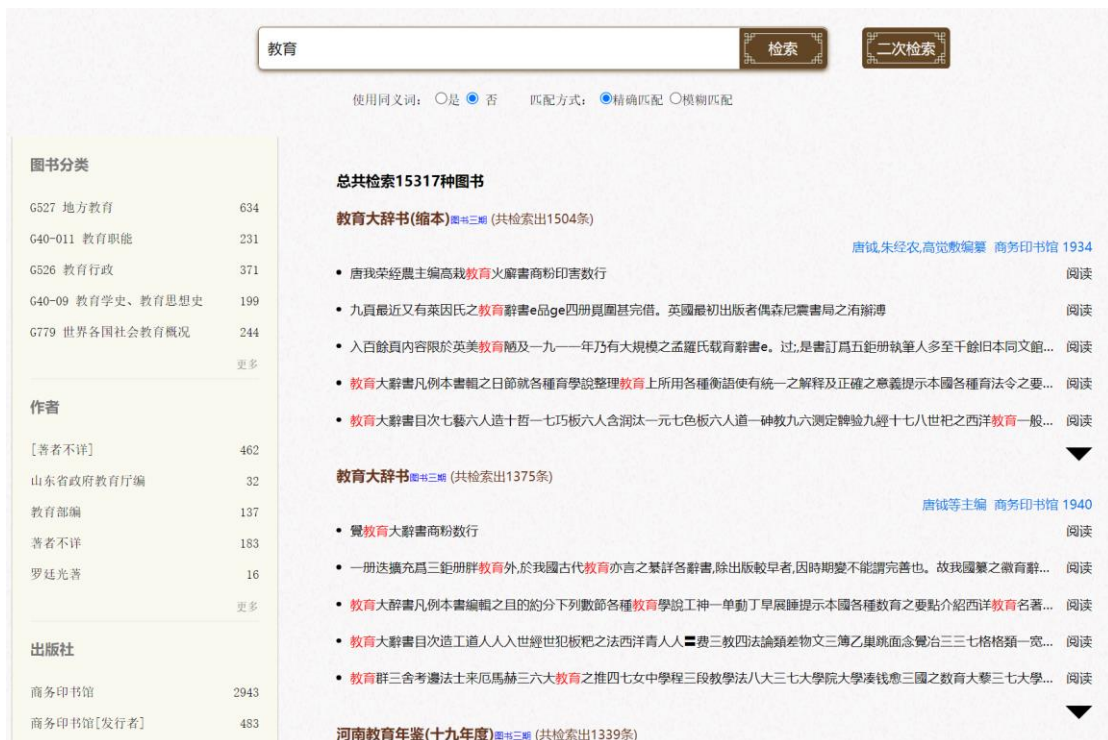 教育
检索
二次检索
使用同义词： 是 否 匹配方式： 精确匹配 模糊匹配
图书分类
G527 地方教育 634
G40-011 教育职能 231
G526 教育行政 371
G40-09 教育学史、教育思想史 199
G779 世界各国社会教育概况 244
更多
作者
[著者不详] 462
山东省政府教育厅编 32
教育部编 137
著者不详 183
罗廷光著 16
更多
出版社
商务印书馆 2943
商务印书馆[发行者] 483
总共检索15317种图书
教育大辞书(缩本)图书三期 (共检索出1504条)
唐钺,朱经农,高觉敷编纂 商务印书馆 1934
• 唐我荣經農主编高栽教育火廨書商粉印害数行 阅读
• 九頁最近又有萊因氏之教育辭書e品ge四册覓圍甚完借。英國最初出版者偶森尼震書局之洧辮溥 阅读
• 入百餘頁内容限於英美教育陋及一九一一年乃有大規模之孟羅氏载育辭書e。过;,是書訂爲五鉅册執筆人多至千餘旧本同文館... 阅读
• 教育大辭書凡例本書輯之日節就各種育學說整理教育上所用各種衡語使有統一之解释及正確之意義提示本國各種育法令之要... 阅读
• 教育大辭書目次七藝六人造十哲一七巧板六人含润汰一元七色板六人道一砷教九六测定髀验九經十七八世祀之西洋教育一般... 阅读
教育大辞书图书三期 (共检索出1375条)
唐钺等主编 商务印书馆 1940
• 覺教育大辭書商粉数行 阅读
• 一册迭擴充爲三鉅册胖教育外,於我國古代教育亦言之綦詳各辭書,除出版較早者,因時期變不能謂完善也。故我國纂之徽育辭... 阅读
• 教育大辭書凡例本書編輯之目的約分下列數節各種教育學說工神一单動丁早展睡提示本國各種数育之要點介紹西洋教育名著... 阅读
• 教育大辭書目次造工道人人入世經世犯板粑之法西洋青人人〓费三教四法論類差物文三簿乙巢跳面念覺冶三三七格格類一宽... 阅读
• 教育群三舍考邊法士来厄馬赫三六大教育之推四七女中學程三段教學法八大三七大學院大學凑钱愈三國之数育大藜三七大學... 阅读
河南教育年鉴(十九年度)图书三期 (共检索出1339条)